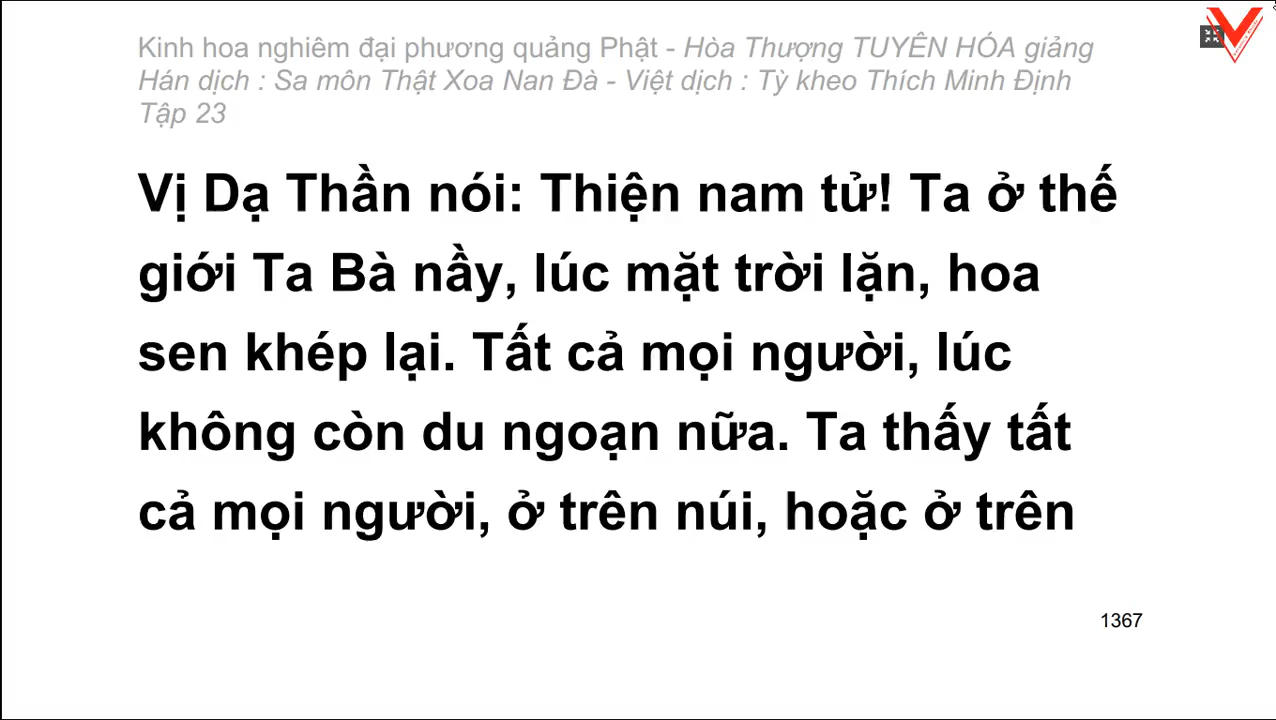 Kinh hoa nghiêm đại phương quảng Phật - Hòa Thượng TUYÊN HÓA giảng
Hán dịch : Sa môn Thật Xoa Nan Đà - Việt dịch : Tỳ kheo Thích Minh Định
Tập 23
Vị Dạ Thần nói: Thiện nam tử! Ta ở thế
giới Ta Bà nầy, lúc mặt trời lặn, hoa
sen khép lại. Tất cả mọi người, lúc
không còn du ngoạn nữa. Ta thấy tất
cả mọi người, ở trên núi, hoặc ở trên
1367